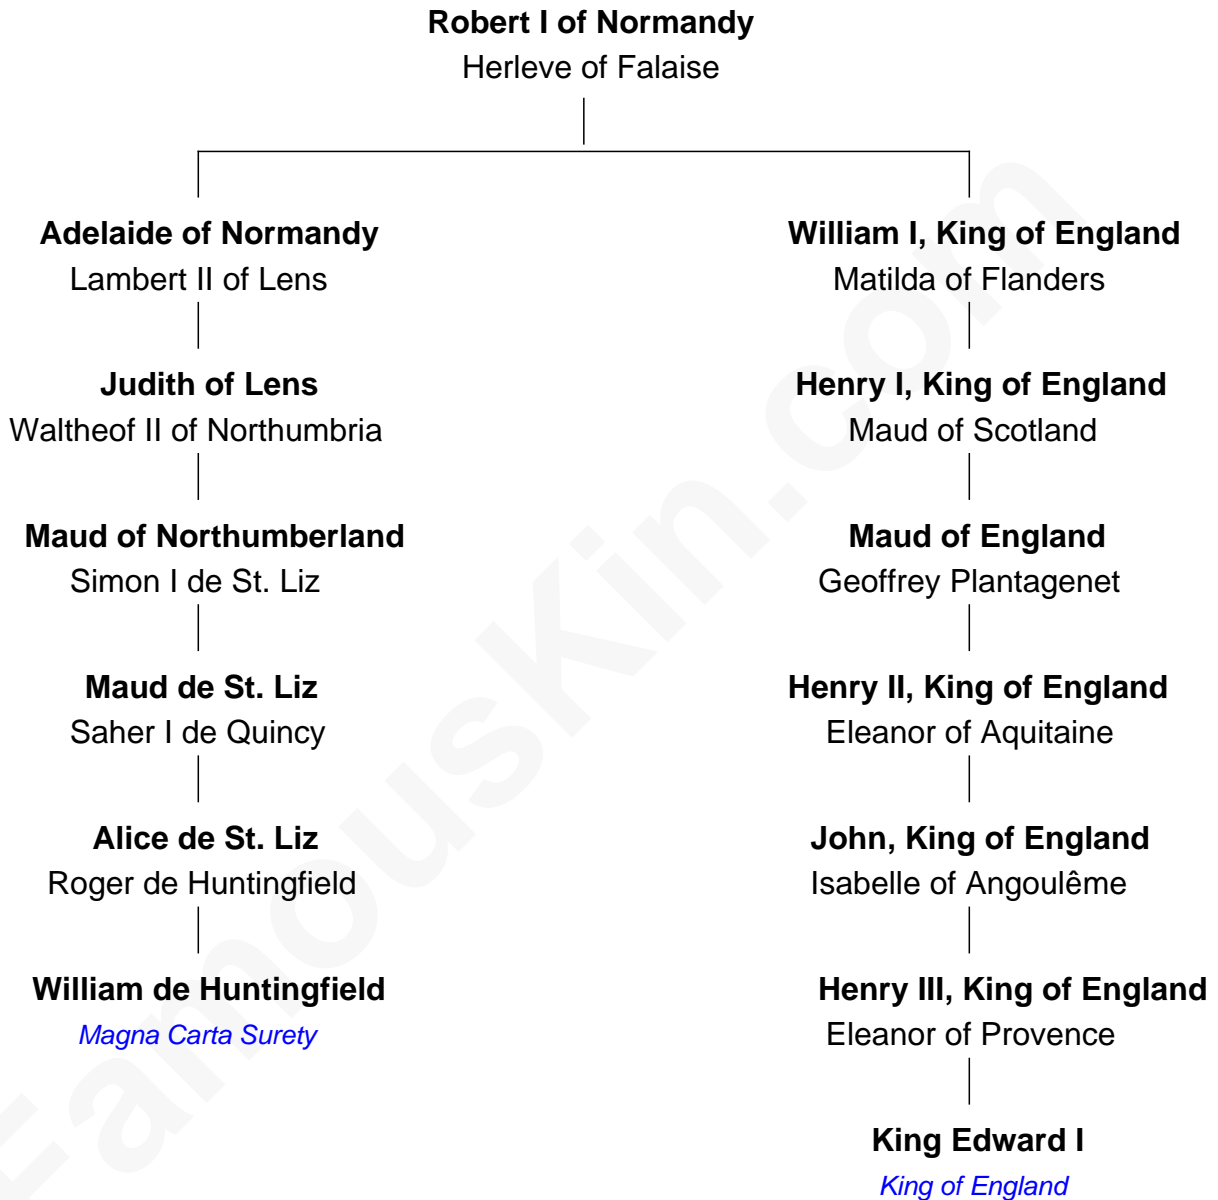 Robert I of Normandy
Herleve of Falaise
Adelaide of Normandy
Lambert II of Lens
William I, King of England
Matilda of Flanders
Judith of Lens
Waltheof II of Northumbria
Henry I, King of England
Maud of Scotland
Maud of Northumberland
Simon I de St. Liz
Maud of England
Geoffrey Plantagenet
Maud de St. Liz
Saher I de Quincy
Henry II, King of England
Eleanor of Aquitaine
Alice de St. Liz
Roger de Huntingfield
John, King of England
Isabelle of Angoulême
William de Huntingfield
Magna Carta Surety
Henry III, King of England
Eleanor of Provence
King Edward I
King of England
FamousKin.com